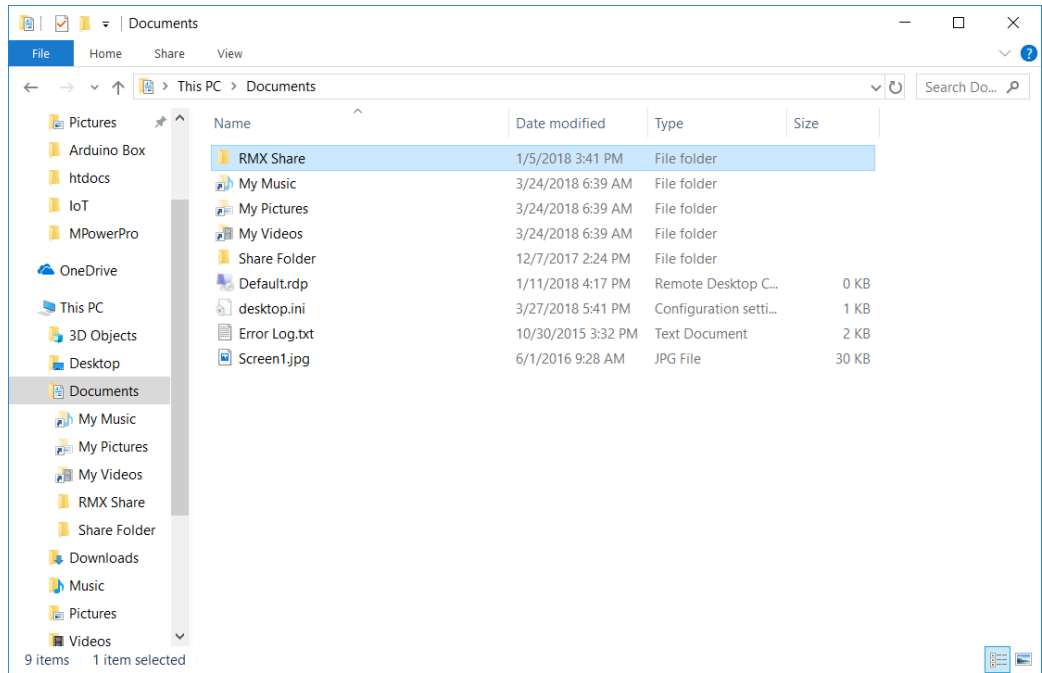 Documents
File Home Share View
This PC > Documents
Search Do...
Pictures
Arduino Box
htdocs
IoT
MPowerPro
OneDrive
This PC
3D Objects
Desktop
Documents
My Music
My Pictures
My Videos
RMX Share
Share Folder
Downloads
Music
Pictures
Videos
Name Date modified Type Size
RMX Share 1/5/2018 3:41 PM File folder
My Music 3/24/2018 6:39 AM File folder
My Pictures 3/24/2018 6:39 AM File folder
My Videos 3/24/2018 6:39 AM File folder
Share Folder 12/7/2017 2:24 PM File folder
Default.rdp 1/11/2018 4:17 PM Remote Desktop C... 0 KB
desktop.ini 3/27/2018 5:41 PM Configuration setti... 1 KB
Error Log.txt 10/30/2015 3:32 PM Text Document 2 KB
Screen1.jpg 6/1/2016 9:28 AM JPG File 30 KB
9 items 1 item selected